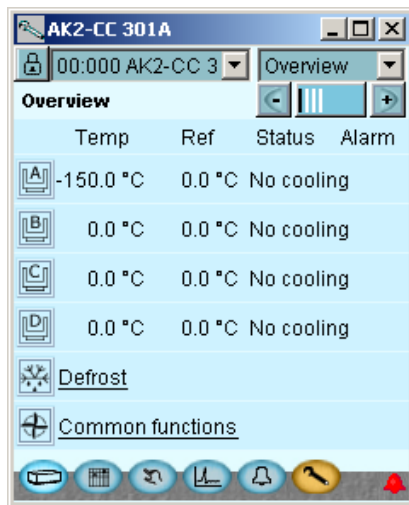 AK2-CC 301A
00:000 AK2-CC 3 Overview
Overview
Temp Ref Status Alarm
A -150.0 °C 0.0 °C No cooling
B 0.0 °C 0.0 °C No cooling
C 0.0 °C 0.0 °C No cooling
D 0.0 °C 0.0 °C No cooling
Defrost
Common functions